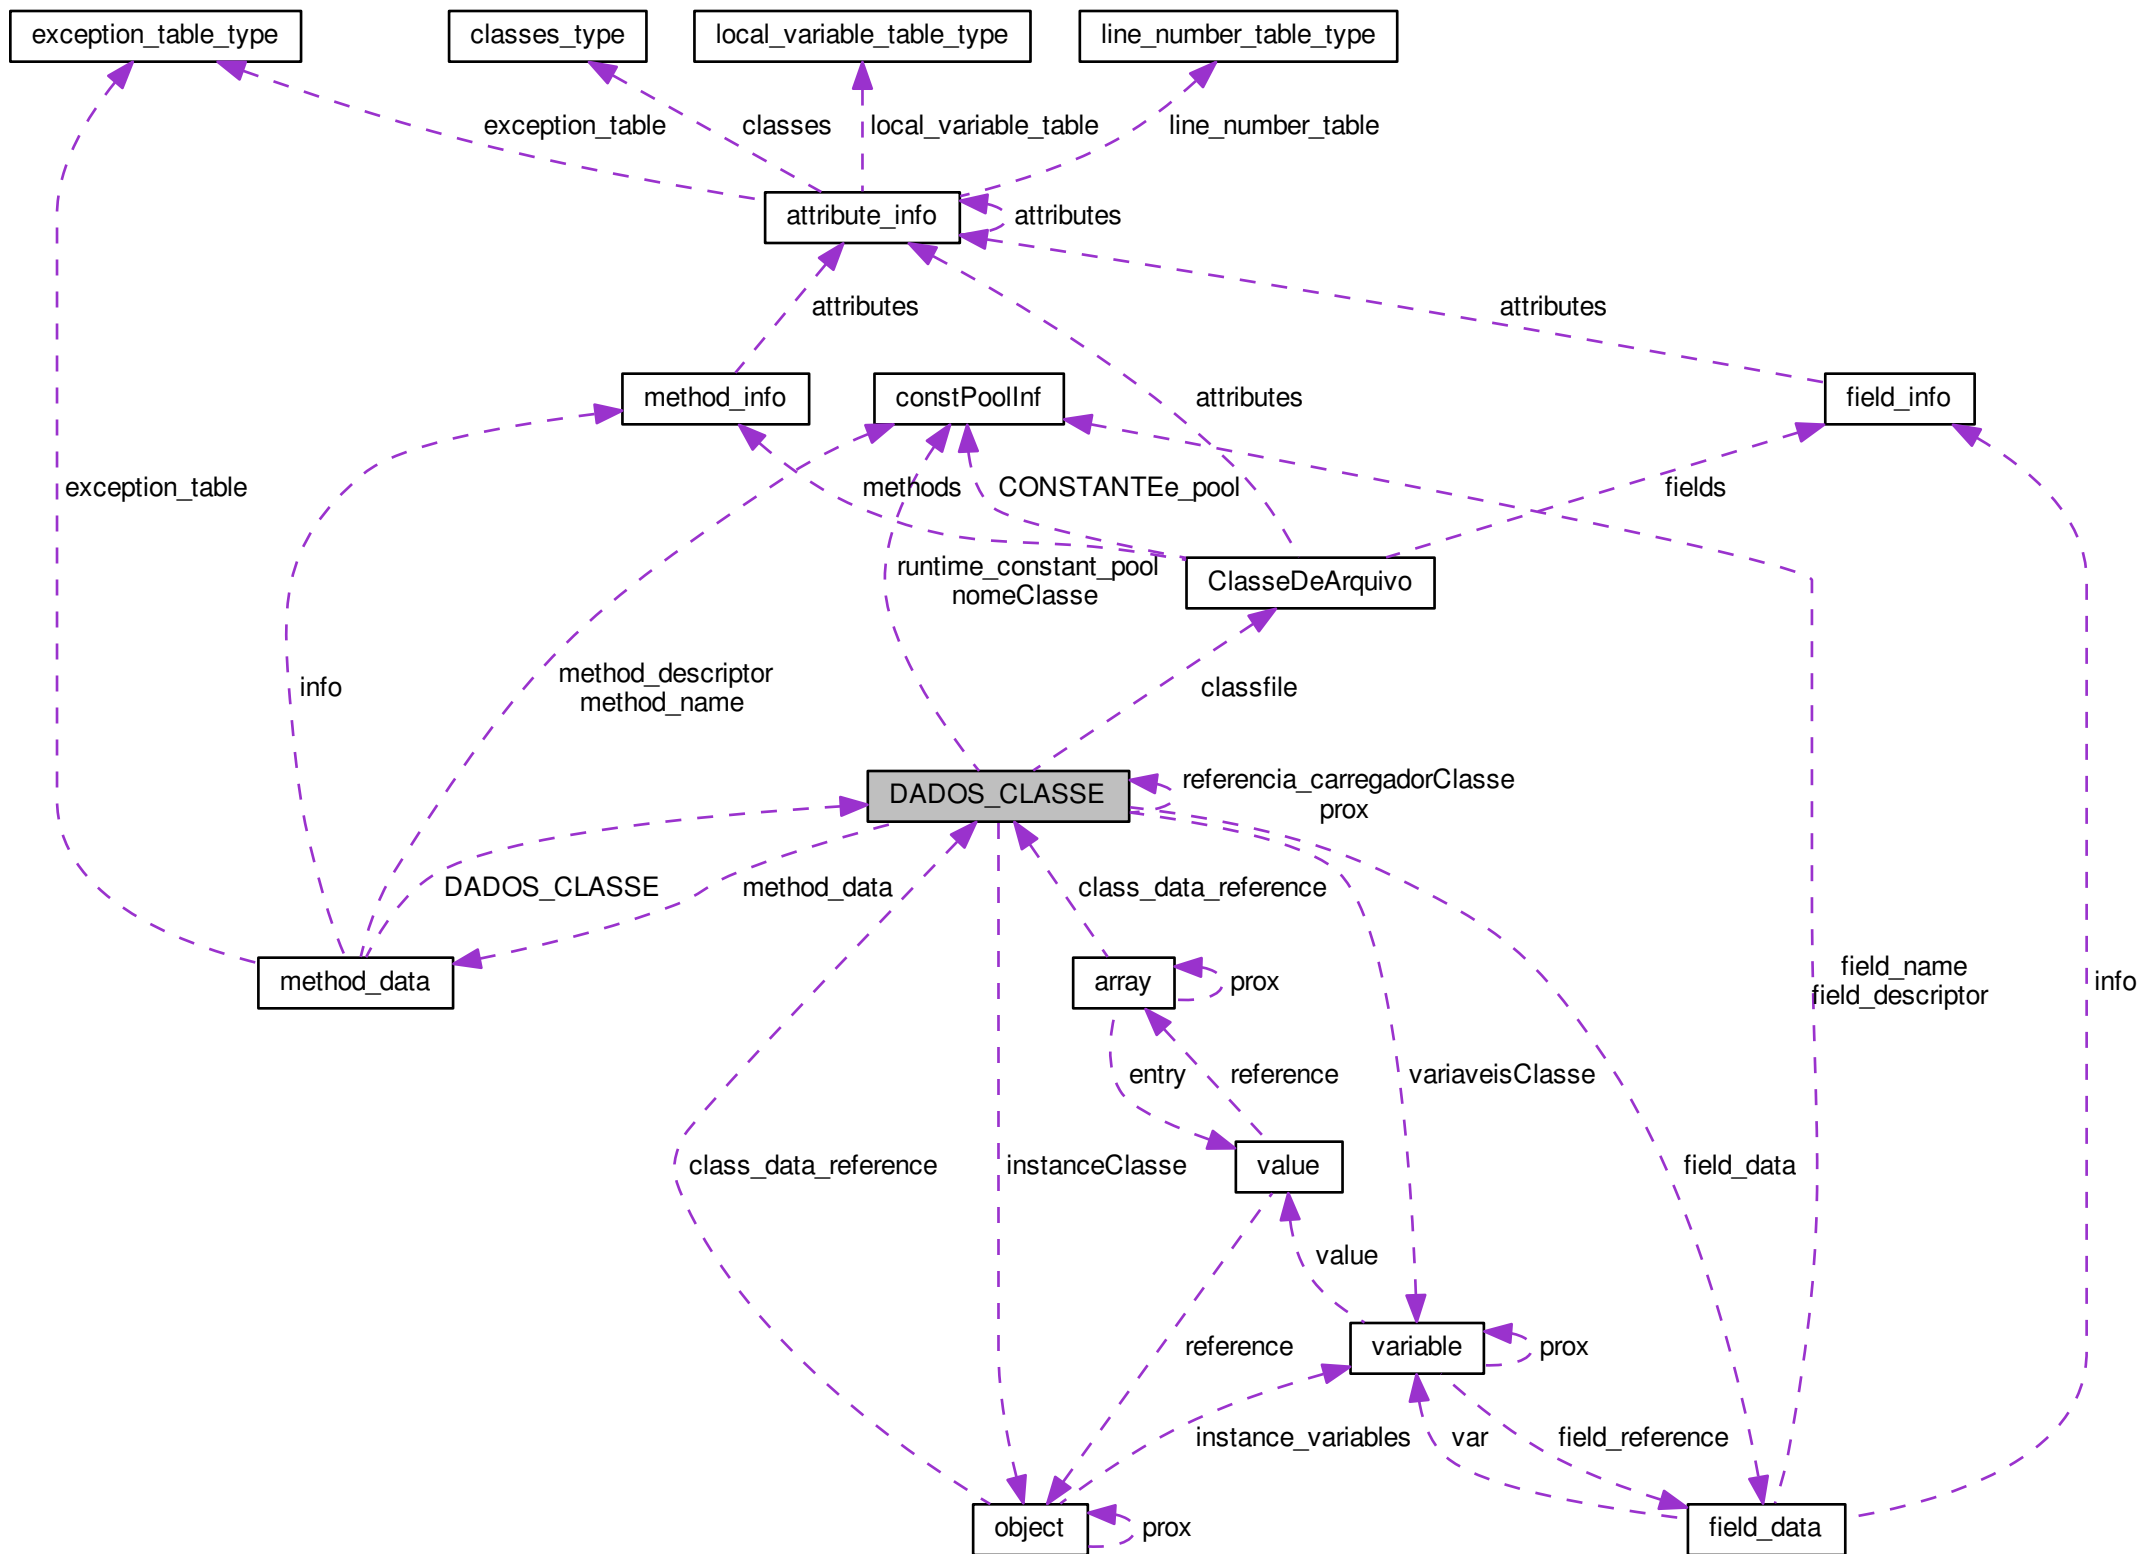 exception_table_type
classes_type
local_variable_table_type
line_number_table_type
exception_table
classes
local_variable_table
line_number_table
attribute_info
attributes
attributes
attributes
method_info
constPoolInf
field_info
attributes
exception_table
methods
CONSTANTEe_pool
fields
runtime_constant_pool
nomeClasse
ClasseDeArquivo
info
method_descriptor
method_name
classfile
DADOS_CLASSE
referencia_carregadorClasse
prox
DADOS_CLASSE
method_data
class_data_reference
method_data
array
prox
field_name
field_descriptor
info
entry
reference
variaveisClasse
class_data_reference
instanceClasse
value
field_data
value
reference
variable
prox
instance_variables
var
field_reference
object
prox
field_data